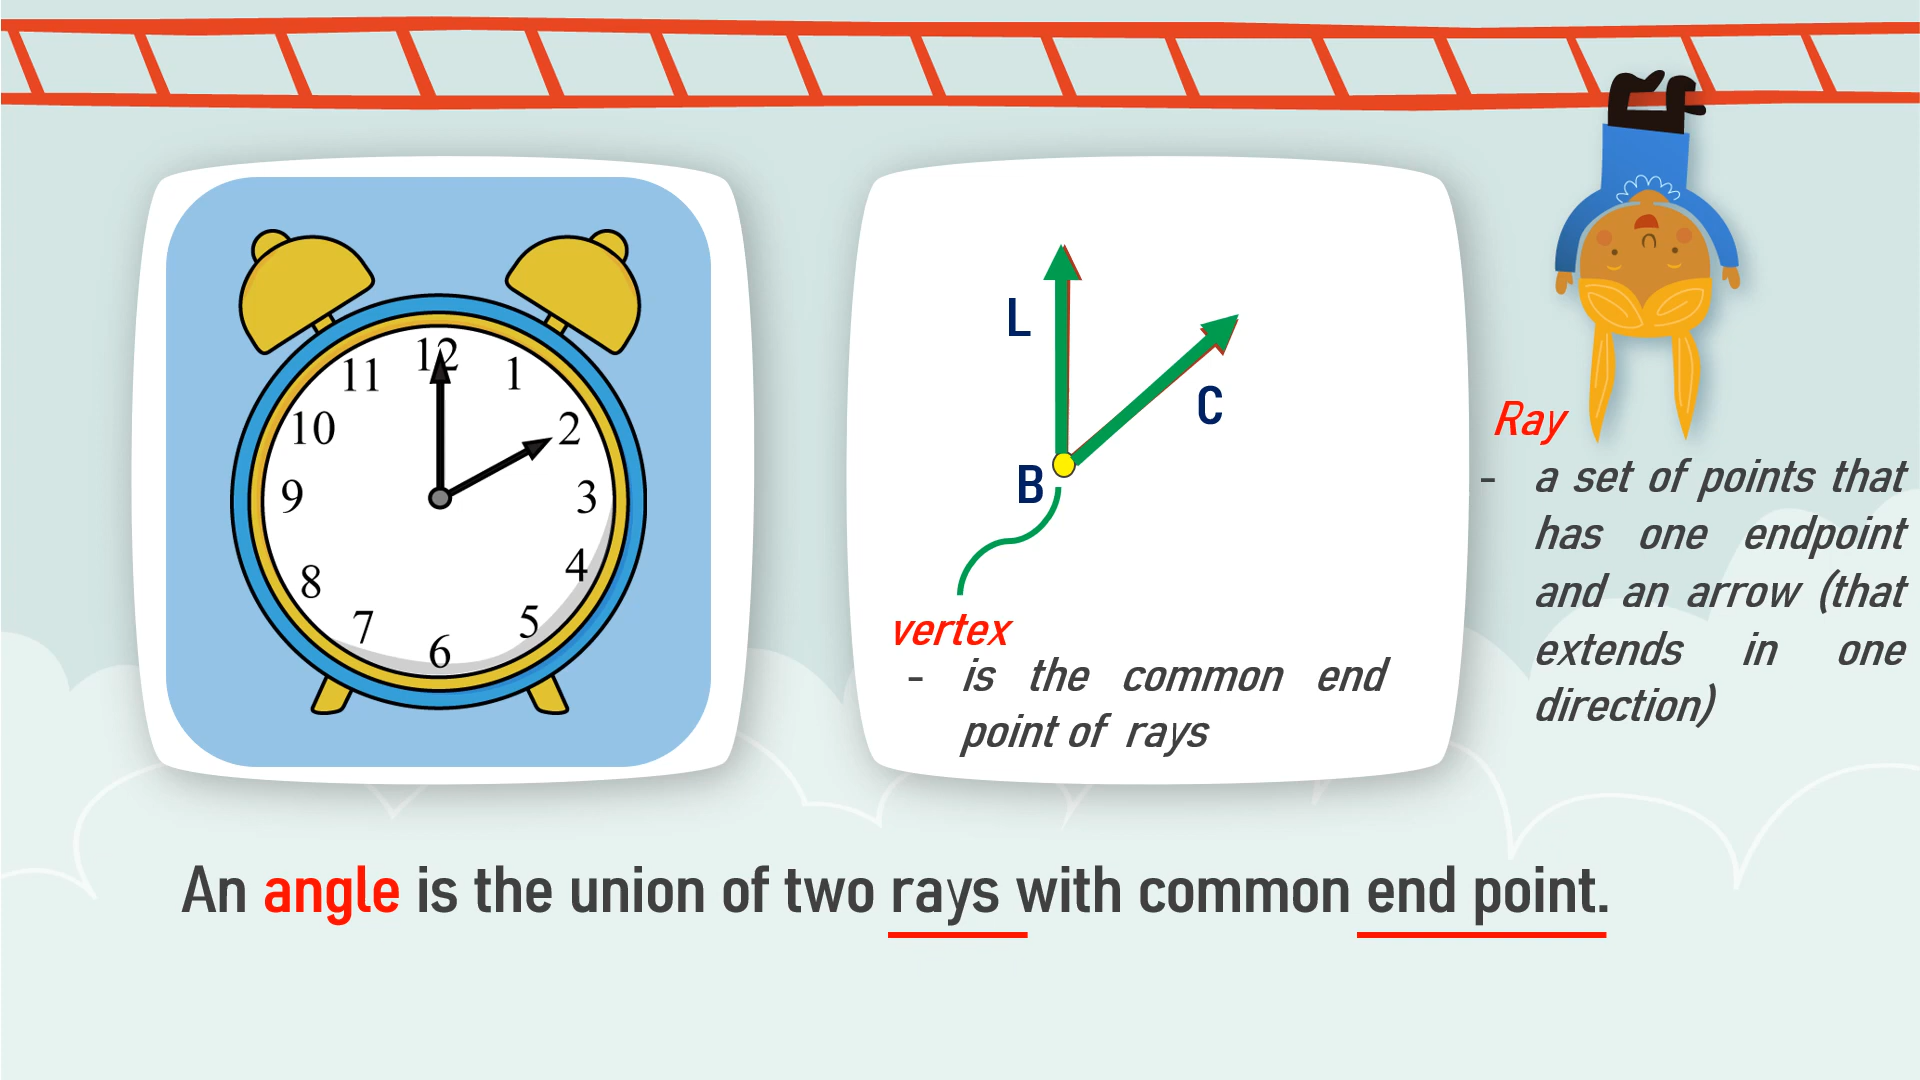 12
11
1
10
2
9
3
8
4
7
5
6
L
C
B
vertex
- is the common end
point of rays
Ray
- a set of points that
has one endpoint
and an arrow (that
extends in one
direction)
An angle is the union of two rays with common end point.